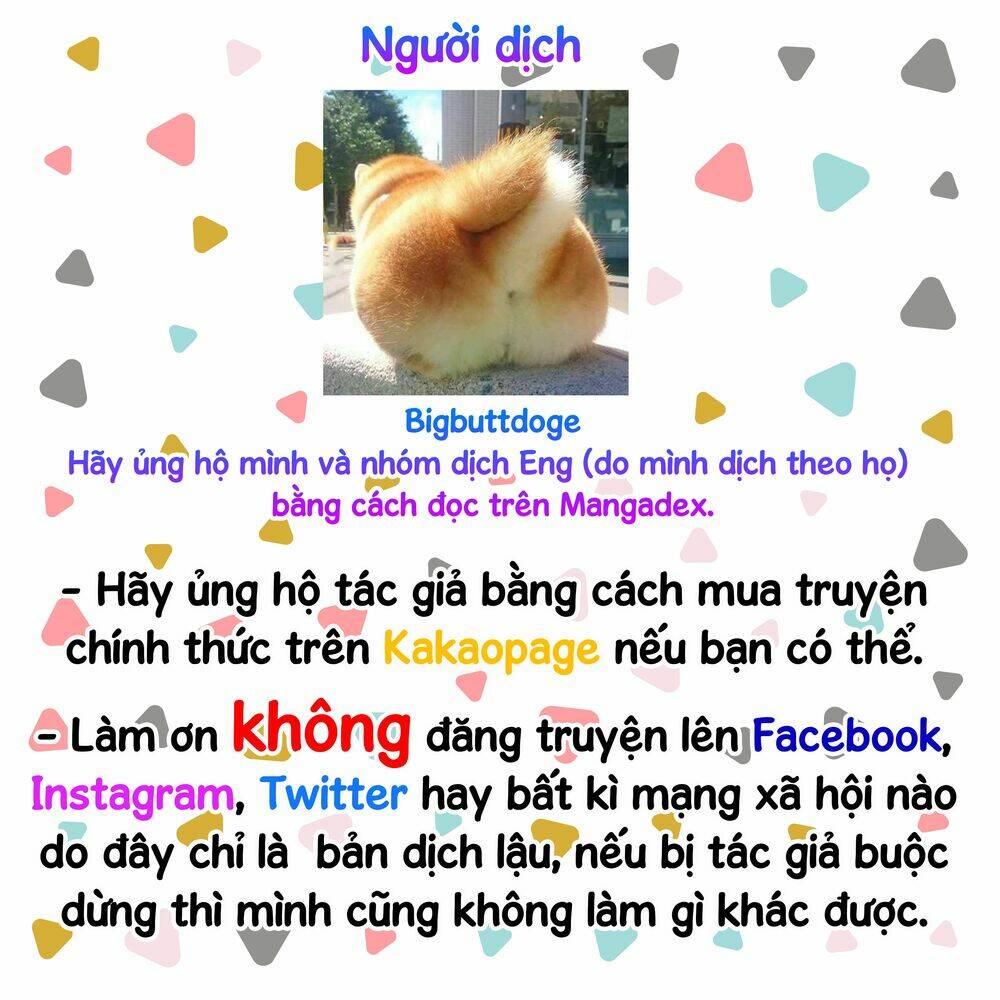 Người dịch
Bigbuttdoge
Hãy ủng hộ mình và nhóm dịch Eng (do mình dịch theo họ)
bằng cách đọc trên Mangadex.
- Hãy ủng hộ tác giả bằng cách mua truyện
chính thức trên Kakaopage nếu bạn có thể.
- Làm ơn không đăng truyện lên Facebook,
Instagram, Twitter hay bất kì mạng xã hội nào
do đây chỉ là bản dịch lậu, nếu bị tác giả buộc
dừng thì mình cũng không làm gì khác được.